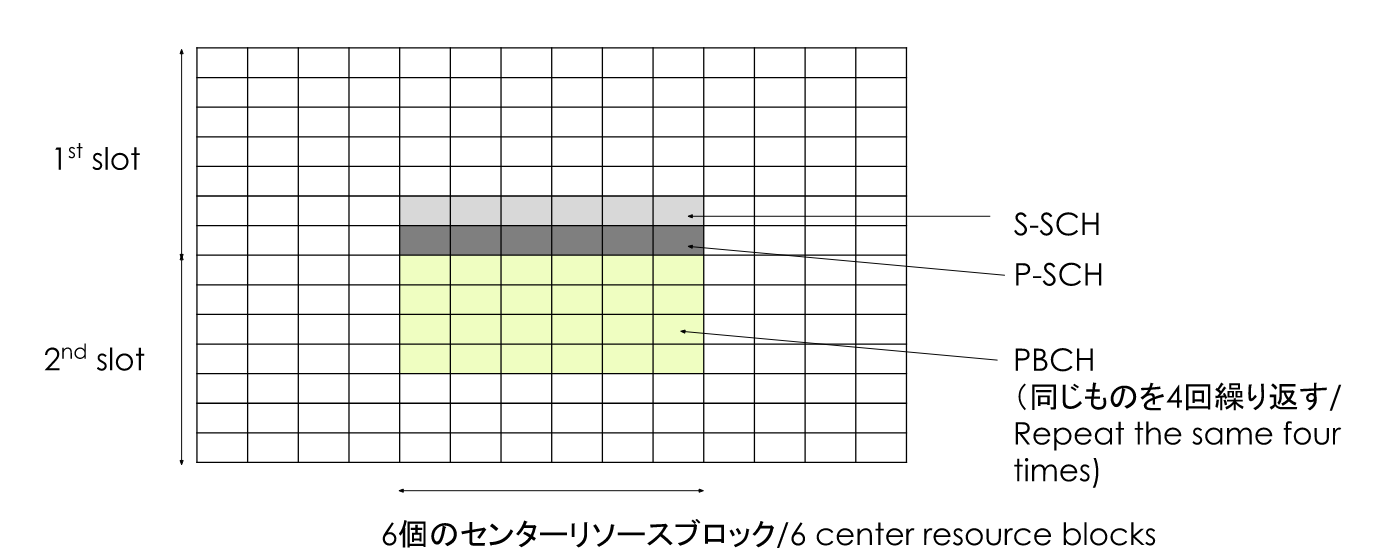 1st slot
S-SCH
P-SCH
2nd slot
PBCH
（同じものを4回繰り返す/
Repeat the same four
times)
6個のセンターリソースブロック/6 center resource blocks